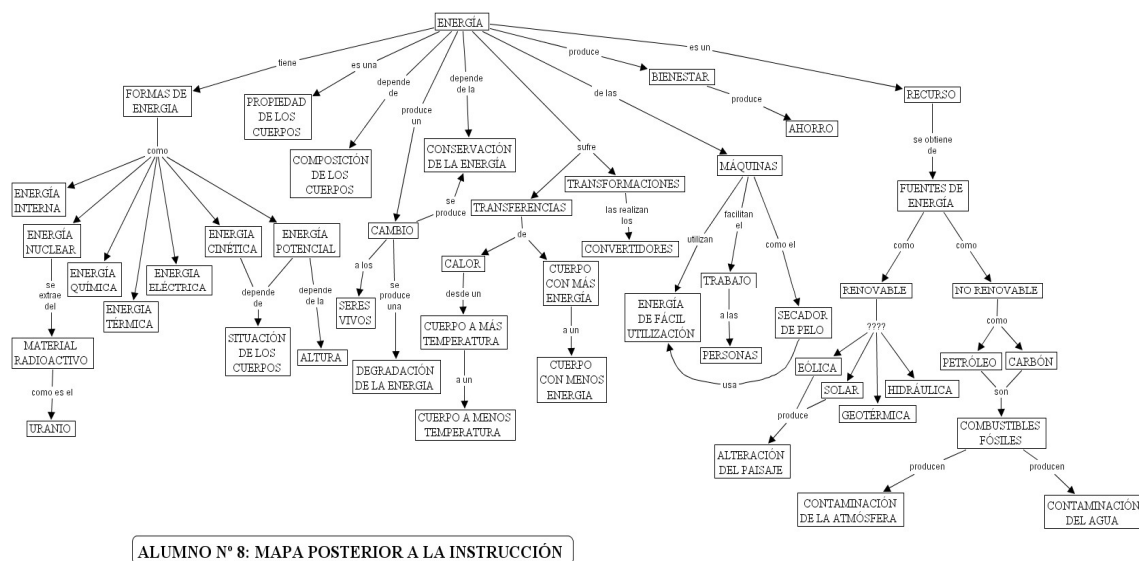 ENERGÍA
tiene
es una
depende
de
produce
un
depende
de la
sufre
de las
produce
es un
FORMAS DE
ENERGIA
PROPIEDAD
DE LOS
CUERPOS
COMPOSICIÓN
DE LOS
CUERPOS
CONSERVACIÓN
DE LA ENERGÍA
BIENESTAR
produce
AHORRO
RECURSO
se obtiene
de
FUENTES DE
ENERGÍA
como
ENERGÍA
INTERNA
ENERGÍA
NUCLEAR
ENERGÍA
QUÍMICA
ENERGIA
TÉRMICA
ENERGIA
ELÉCTRICA
ENERGIA
CINÉTICA
ENERGÍA
POTENCIAL
se
extrae
del
MATERIAL
RADIOACTIVO
como es el
URANIO
depende
de
SITUACIÓN
DE LOS
CUERPOS
depende
de la
ALTURA
CAMBIO
se
produce
a los
SERES
VIVOS
se
produce
una
DEGRADACIÓN
DE LA ENERGIA
TRANSFERENCIAS
de
CALOR
desde un
CUERPO A MÁS
TEMPERATURA
a un
CUERPO A MENOS
TEMPERATURA
CUERPO
CON MÁS
ENERGÍA
a un
CUERPO
CON MENOS
ENERGIA
TRANSFORMACIONES
las realizan
los
CONVERTIDORES
MÁQUINAS
utilizan
facilitan
el
como el
ENERGÍA
DE FÁCIL
UTILIZACIÓN
TRABAJO
a las
PERSONAS
SECADOR
DE PELO
usa
como
como
RENOVABLE
????
EÓLICA
SOLAR
GEOTÉRMICA
HIDRÁULICA
produce
ALTERACIÓN
DEL PAISAJE
NO RENOVABLE
como
PETRÓLEO
CARBÓN
son
COMBUSTIBLES
FÓSILES
producen
producen
CONTAMINACIÓN
DE LA ATMÓSFERA
CONTAMINACIÓN
DEL AGUA
ALUMNO Nº 8: MAPA POSTERIOR A LA INSTRUCCIÓN